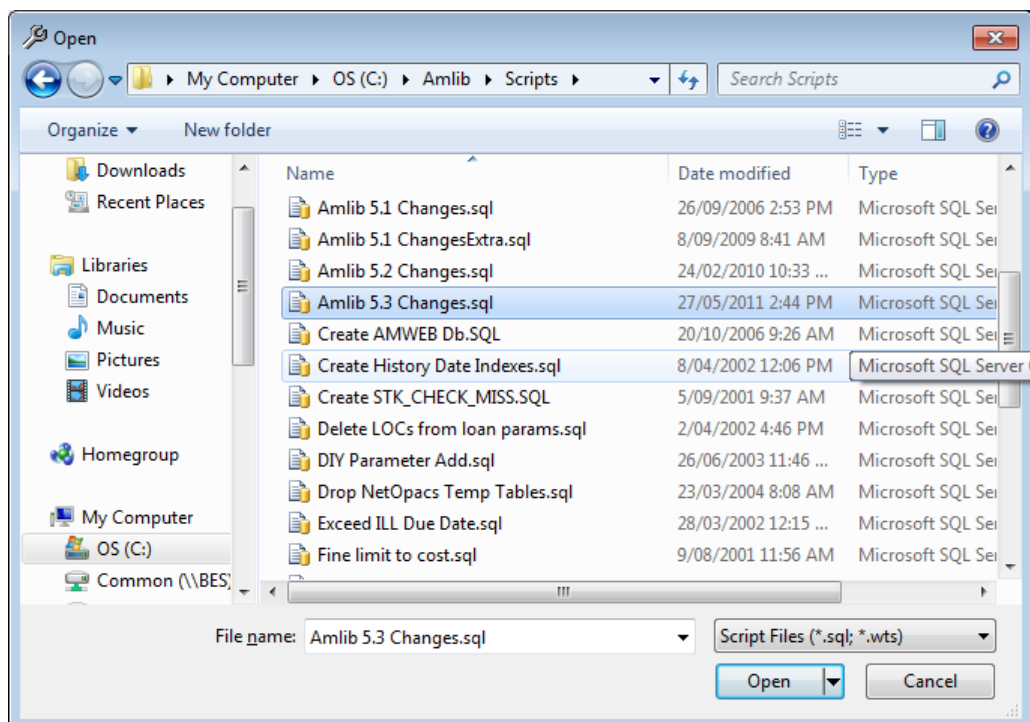 Open
My Computer OS (C:) Amlib Scripts
Search Scripts
Organize New folder
Downloads
Recent Places
Libraries
Documents
Music
Pictures
Videos
Homegroup
My Computer
OS (C:)
Common (\\BES)
Name Date modified Type
Amlib 5.1 Changes.sql 26/09/2006 2:53 PM Microsoft SQL Ser
Amlib 5.1 ChangesExtra.sql 8/09/2009 8:41 AM Microsoft SQL Ser
Amlib 5.2 Changes.sql 24/02/2010 10:33 ... Microsoft SQL Ser
Amlib 5.3 Changes.sql 27/05/2011 2:44 PM Microsoft SQL Ser
Create AMWEB Db.SQL 20/10/2006 9:26 AM Microsoft SQL Ser
Create History Date Indexes.sql 8/04/2002 12:06 PM Microsoft SQL Server
Create STK_CHECK_MISS.SQL 5/09/2001 9:37 AM Microsoft SQL Ser
Delete LOCs from loan params.sql 2/04/2002 4:46 PM Microsoft SQL Ser
DIY Parameter Add.sql 26/06/2003 11:46 ... Microsoft SQL Ser
Drop NetOpacs Temp Tables.sql 23/03/2004 8:08 AM Microsoft SQL Ser
Exceed ILL Due Date.sql 28/03/2002 12:15 ... Microsoft SQL Ser
Fine limit to cost.sql 9/08/2001 11:56 AM Microsoft SQL Ser
File name: Amlib 5.3 Changes.sql Script Files (*.sql; *.wts)
Open Cancel